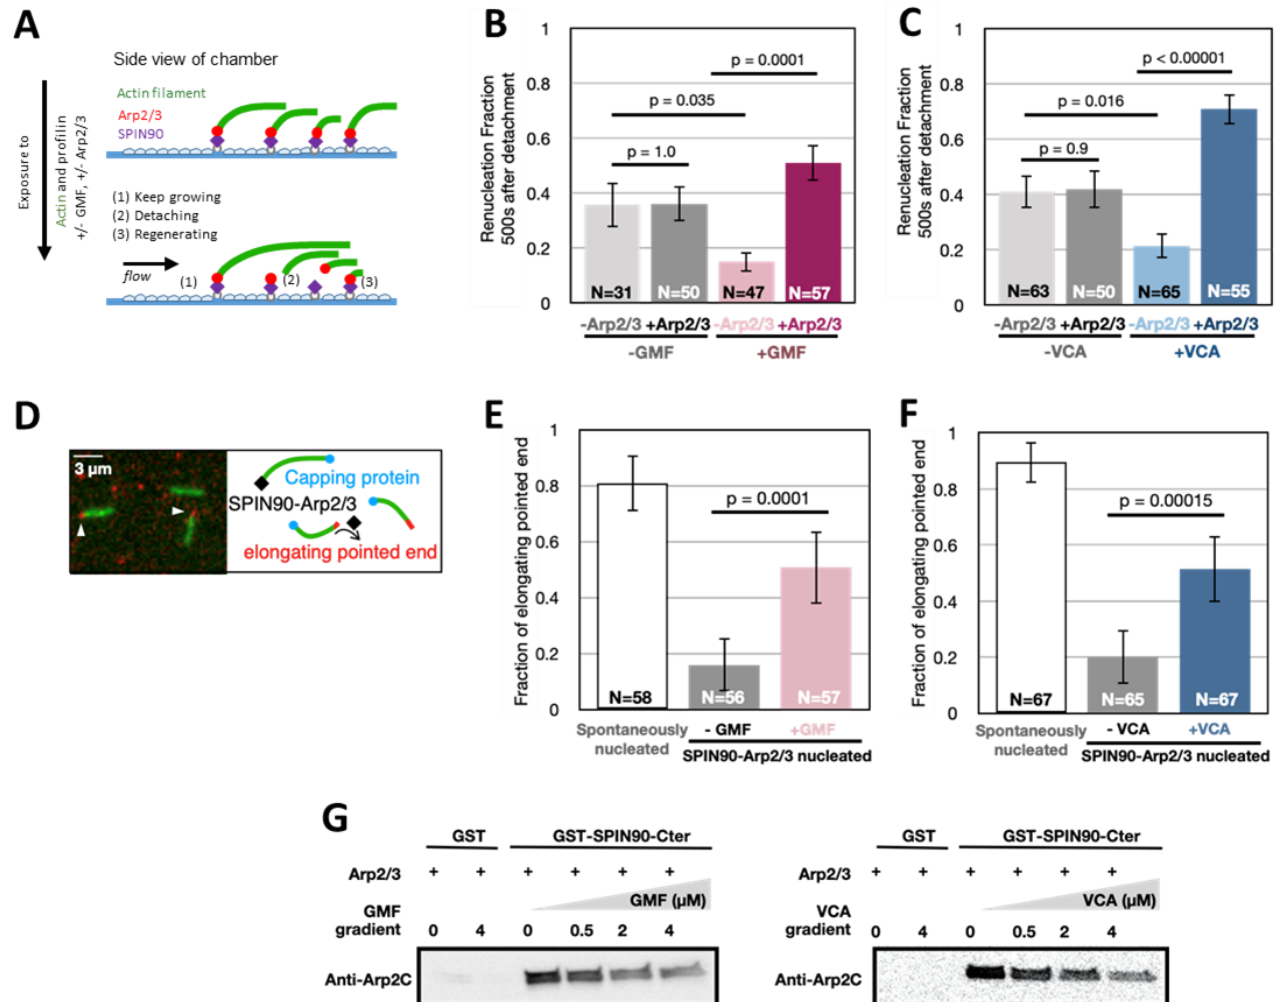 A
Side view of chamber
Actin filament
Arp2/3
SPIN90
Exposure to
Actin and profilin
+/- GMF, +/- Arp2/3
(1) Keep growing
(2) Detaching
(3) Regenerating
flow
(1)
(2)
(3)
B
Renucleation Fraction
500s after detachment
1
0.8
0.6
0.4
0.2
0
p = 0.0001
p = 0.035
p = 1.0
N=31 N=50 N=47 N=57
-Arp2/3 +Arp2/3 -Arp2/3 +Arp2/3
-GMF +GMF
C
Renucleation Fraction
500s after detachment
1
0.8
0.6
0.4
0.2
0
p < 0.00001
p = 0.016
p = 0.9
N=63 N=50 N=65 N=55
-Arp2/3 +Arp2/3 -Arp2/3 +Arp2/3
-VCA +VCA
D
3 µm
Capping protein
SPIN90-Arp2/3
elongating pointed end
E
Fraction of elongating pointed end
1
0.8
0.6
0.4
0.2
0
p = 0.0001
N=58 N=56 N=57
Spontaneously
nucleated
- GMF +GMF
SPIN90-Arp2/3 nucleated
F
Fraction of elongating pointed end
1
0.8
0.6
0.4
0.2
0
p = 0.00015
N=67 N=65 N=67
Spontaneously
nucleated
- VCA +VCA
SPIN90-Arp2/3 nucleated
G
GST GST-SPIN90-Cter
Arp2/3 + + + + + +
GMF (µM)
GMF
gradient 0 4 0 0.5 2 4
Anti-Arp2C
GST GST-SPIN90-Cter
Arp2/3 + + + + + +
VCA (µM)
VCA
gradient 0 4 0 0.5 2 4
Anti-Arp2C